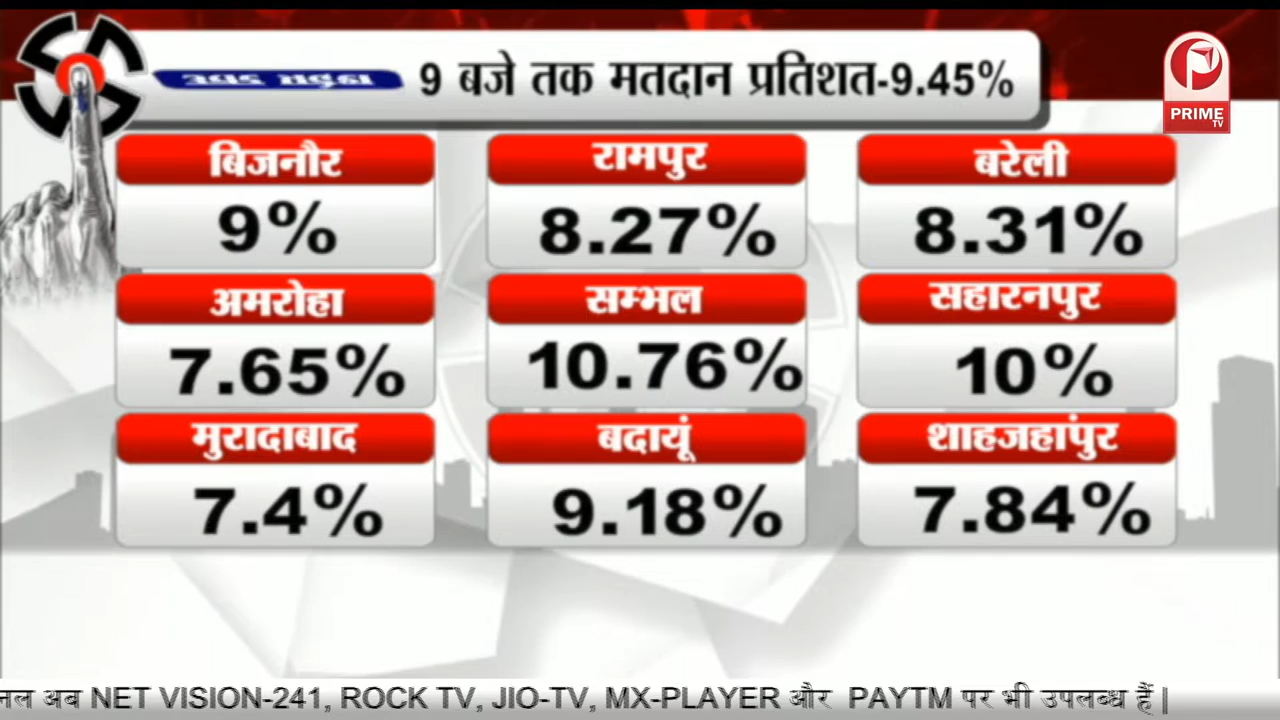 9 बजे तक मतदान प्रतिशत-9.45%
PRIME
TV
बिजनौर
9%
रामपुर
8.27%
बरेली
8.31%
अमरोहा
7.65%
सम्भल
10.76%
सहारनपुर
10%
मुरादाबाद
7.4%
बदायूं
9.18%
शाहजहांपुर
7.84%
अब NET VISION-241, ROCK TV, JIO-TV, MX-PLAYER और PAYTM पर भी उपलब्ध हैं |